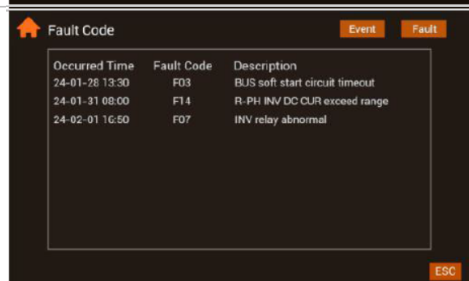 Fault Code
Event
Fault
Occurred Time Fault Code Description
24-01-28 13:30 F03 BUS soft start circuit timeout
24-01-31 08:00 F14 R-PH INV DC CUR exceed range
24-02-01 16:50 F07 INV relay abnormal
ESC